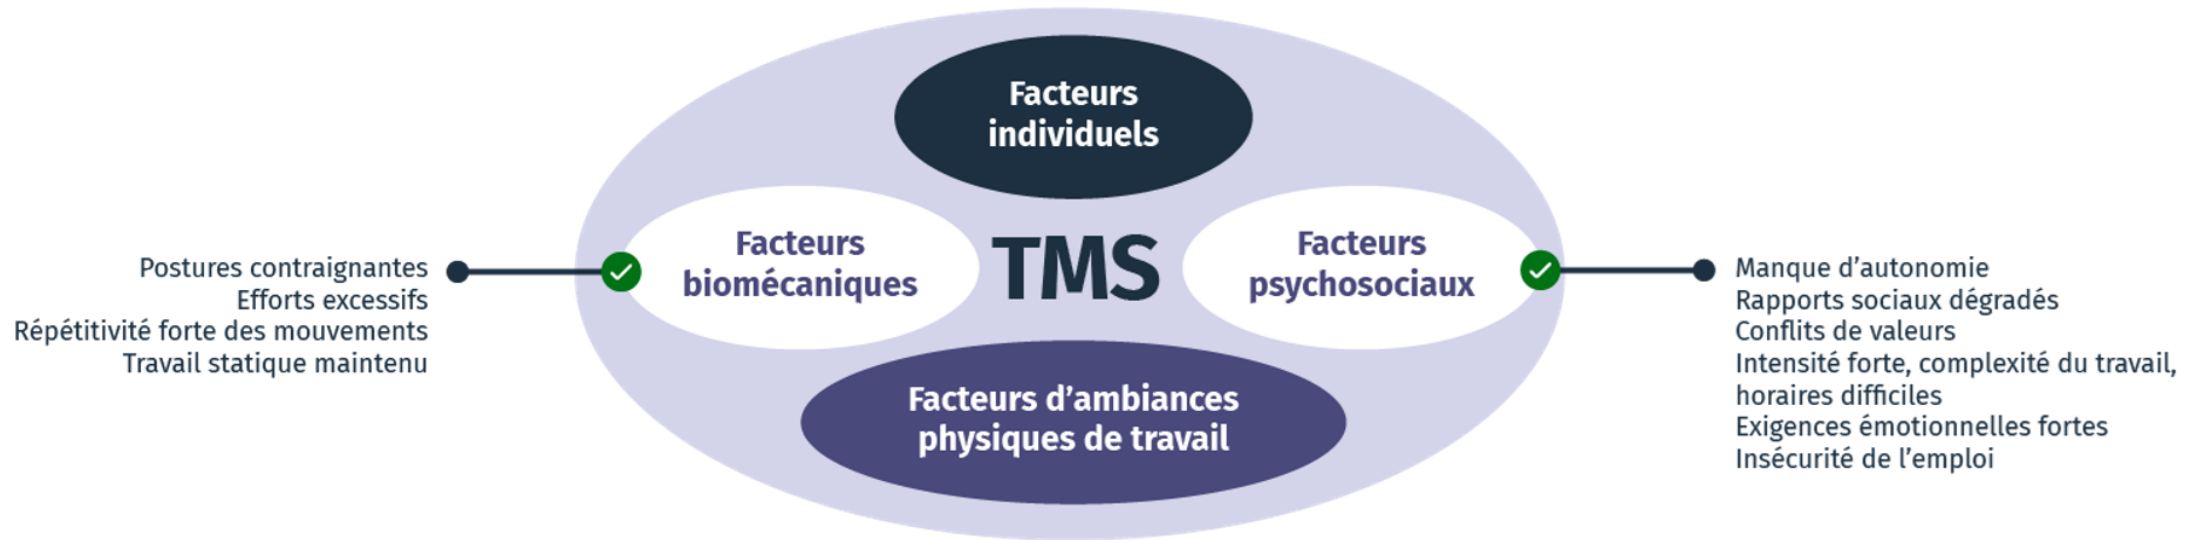 Facteurs
individuels
Facteurs
biomécaniques
TMS
Facteurs
psychosociaux
Facteurs d’ambiances
physiques de travail
Postures contraignantes
Efforts excessifs
Répétitivité forte des mouvements
Travail statique maintenu
Manque d’autonomie
Rapports sociaux dégradés
Conflits de valeurs
Intensité forte, complexité du travail,
horaires difficiles
Exigences émotionnelles fortes
Insécurité de l’emploi